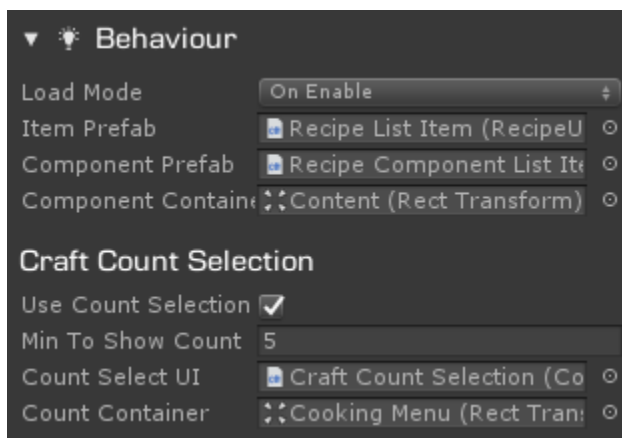 Behaviour
Load Mode On Enable
Item Prefab Recipe List Item (RecipeU
Component Prefab Recipe Component List Ite
Component Containe Content (Rect Transform)
Craft Count Selection
Use Count Selection
Min To Show Count 5
Count Select UI Craft Count Selection (Co
Count Container Cooking Menu (Rect Trans